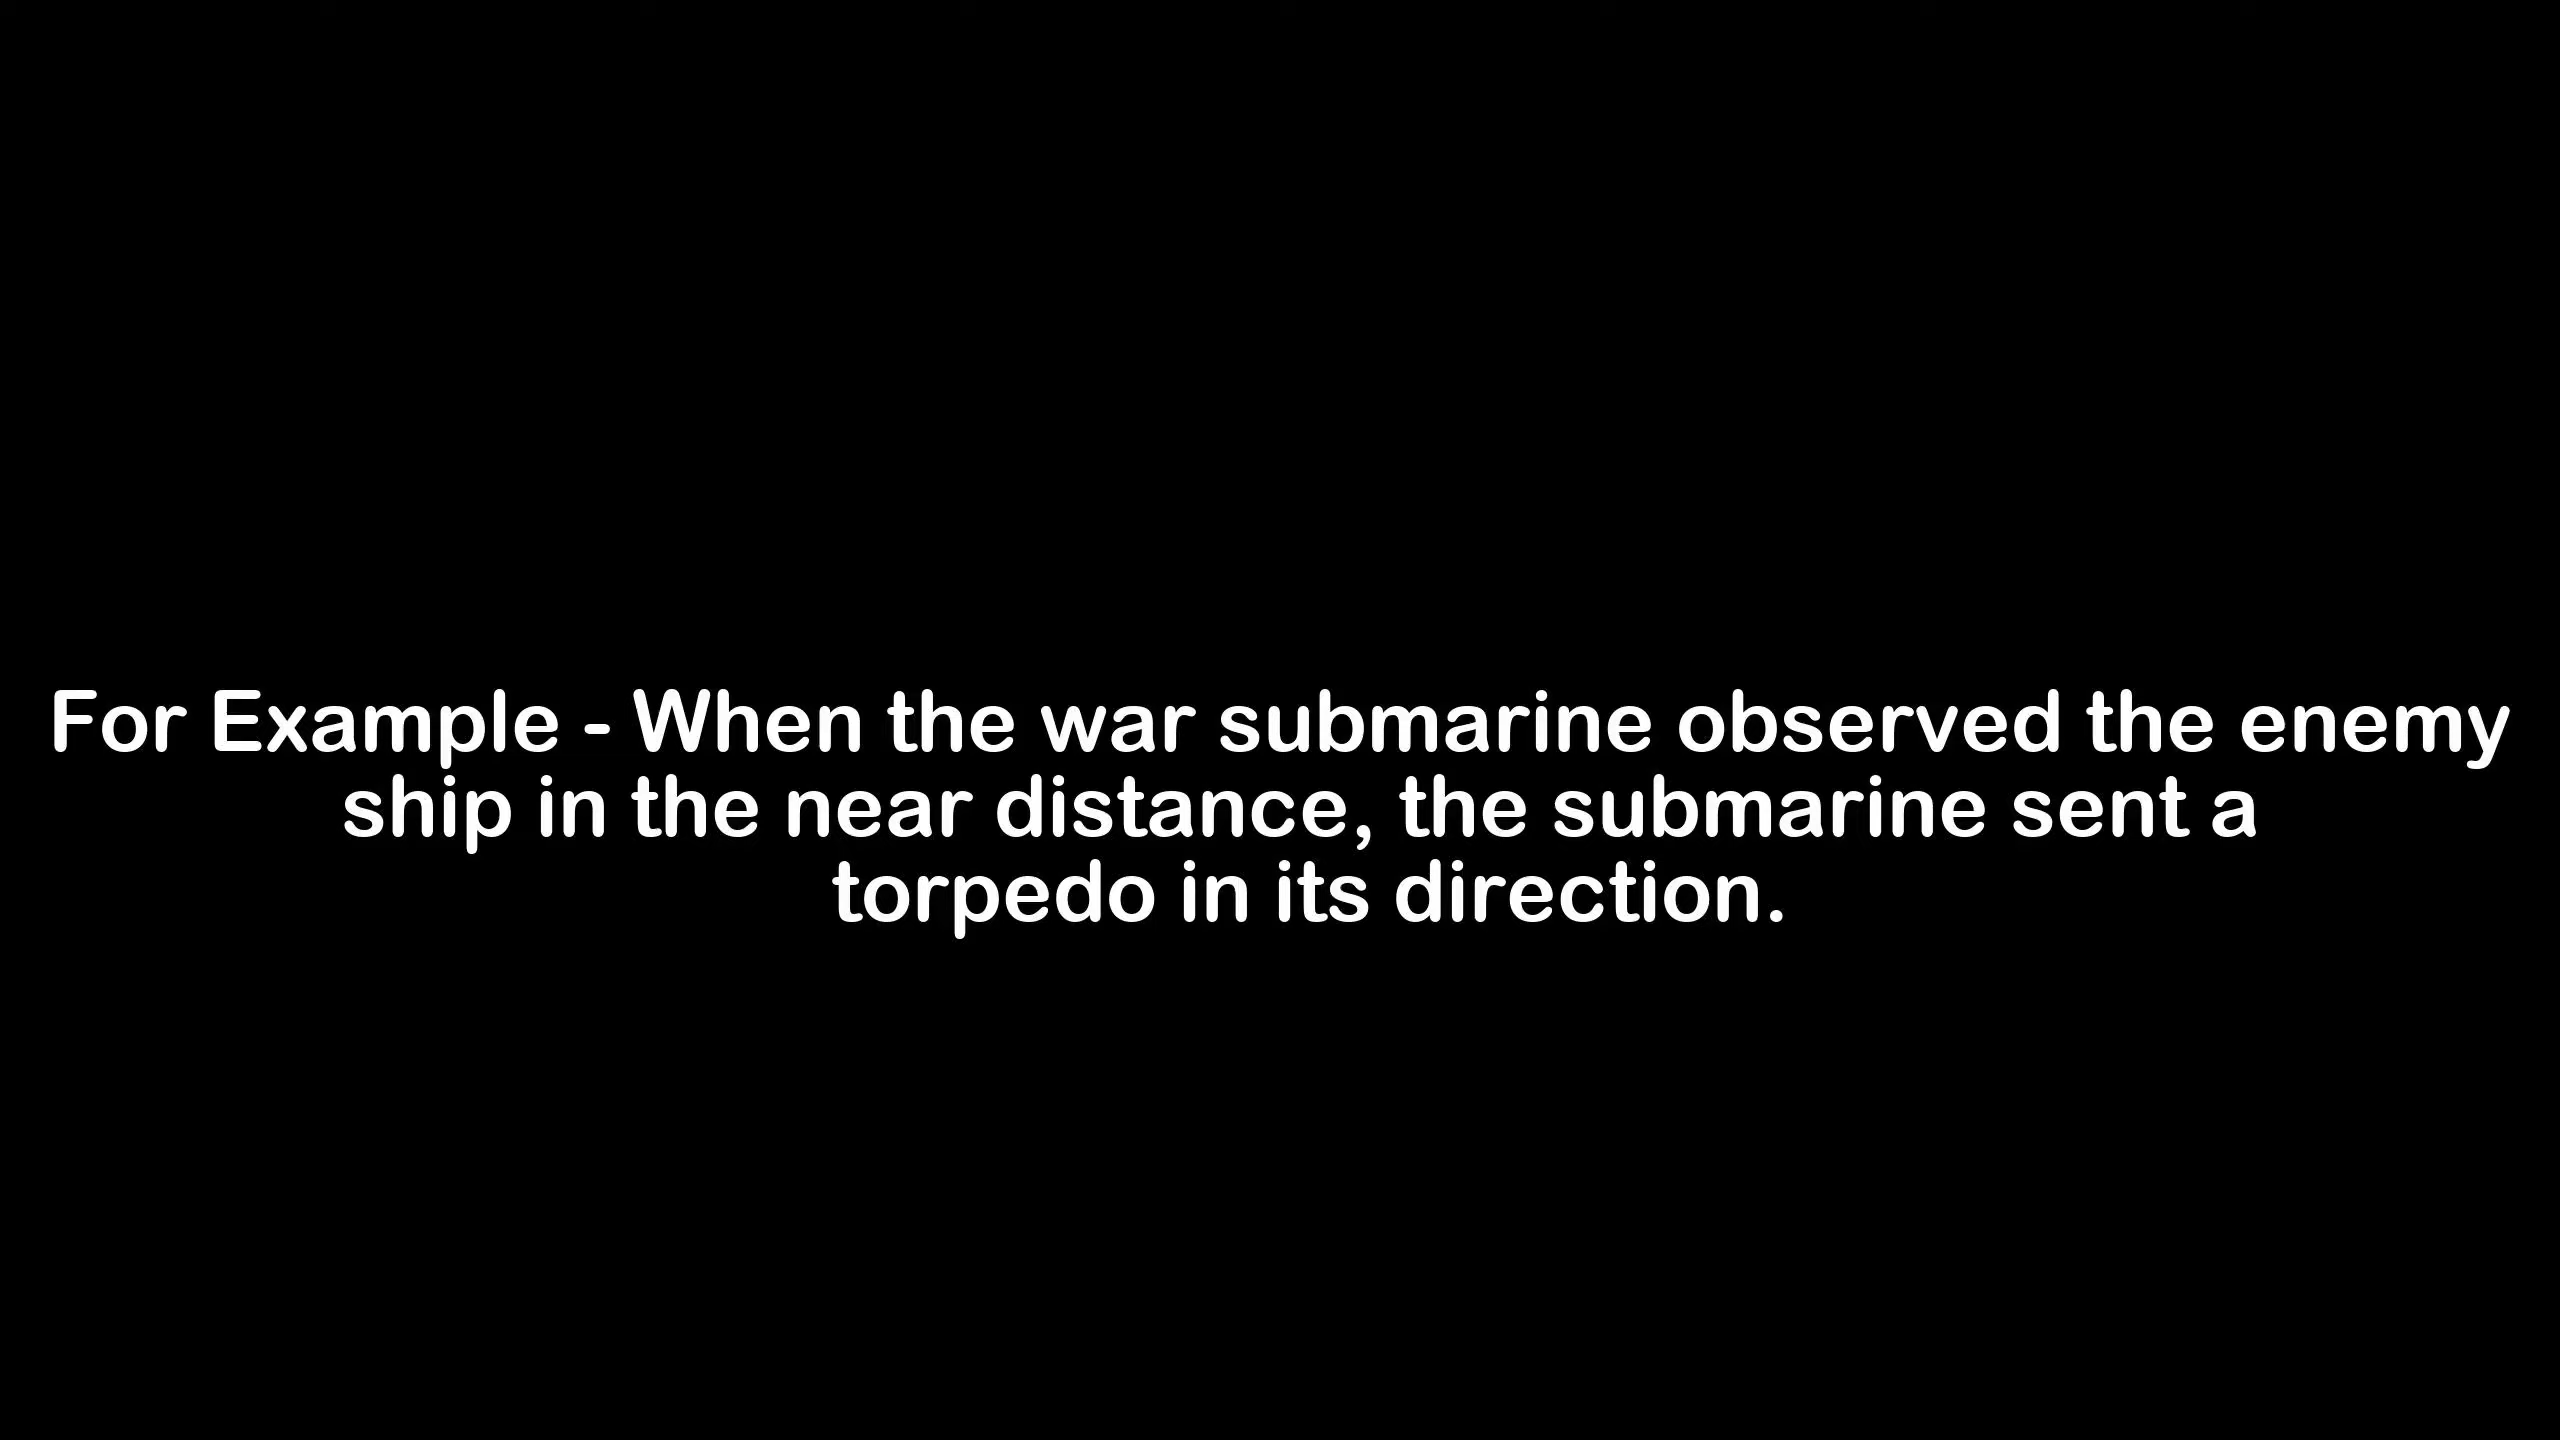 For Example - When the war submarine observed the enemy
ship in the near distance, the submarine sent a
torpedo in its direction.